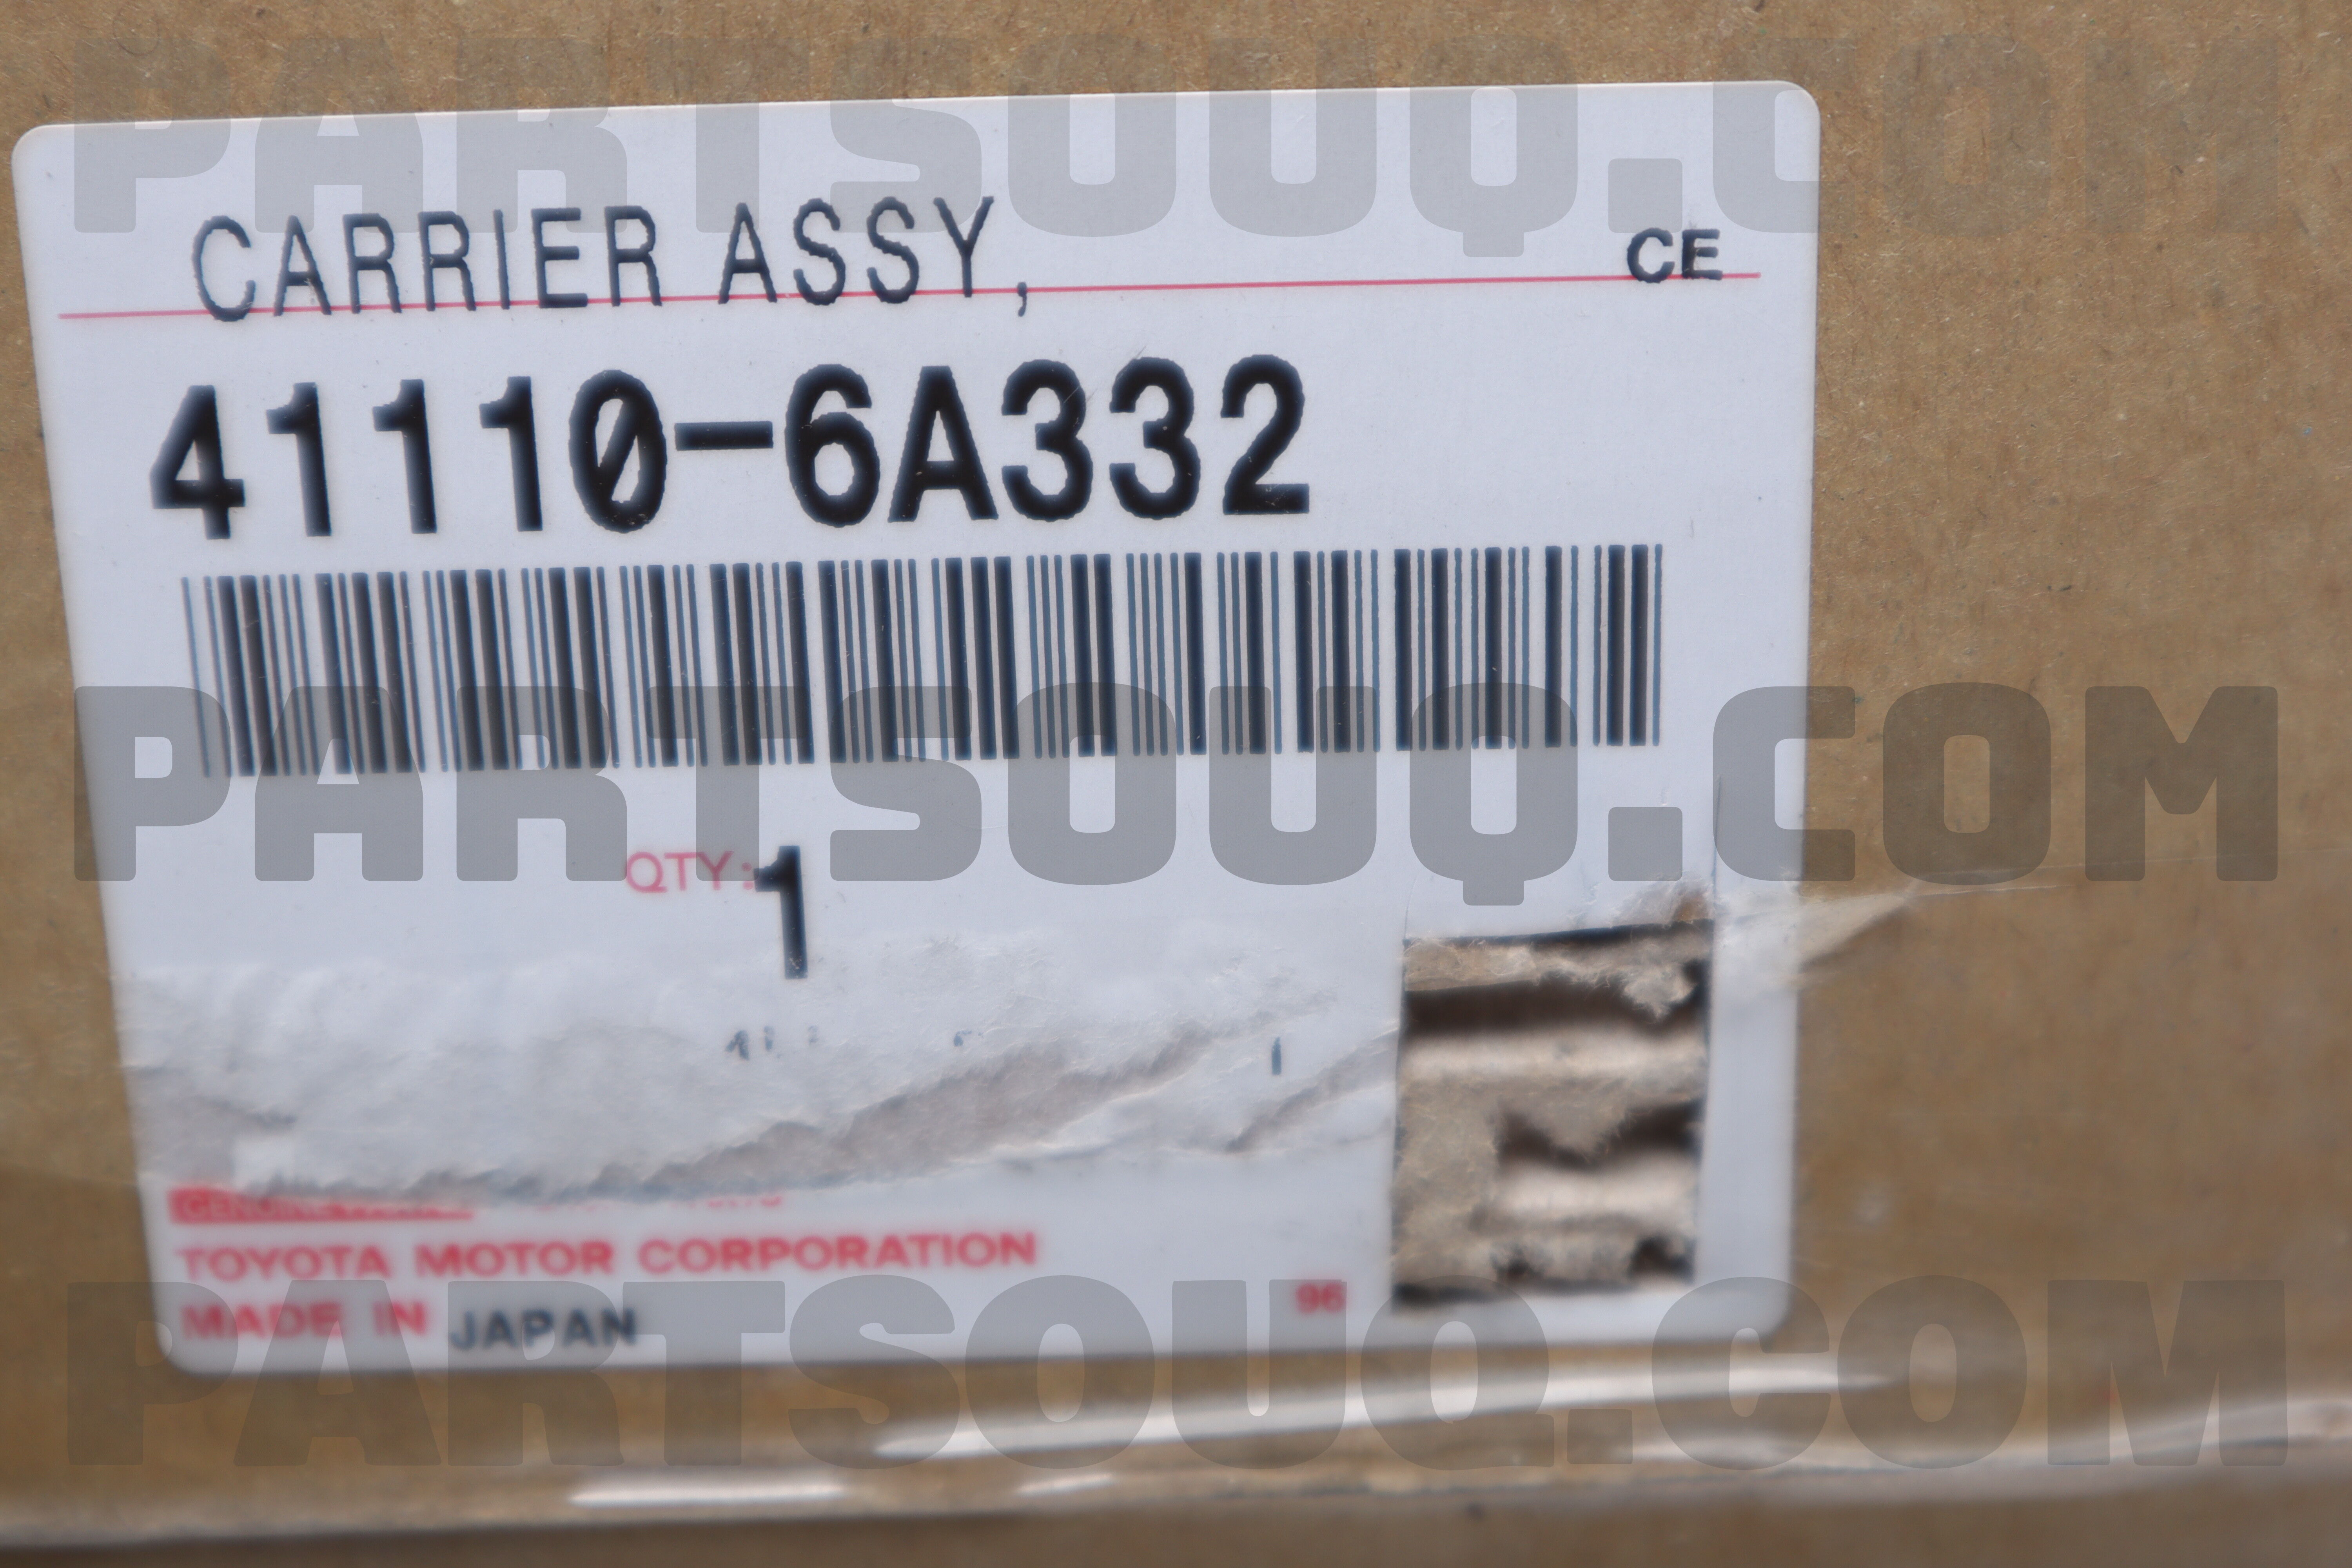 PARTSOUQ.COM
CARRIER ASSY, CE
41110-6A332
PARTSOUQ.COM
QTY: 1
TOYOTA MOTOR CORPORATION
MADE IN JAPAN 96
PARTSOUQ.COM